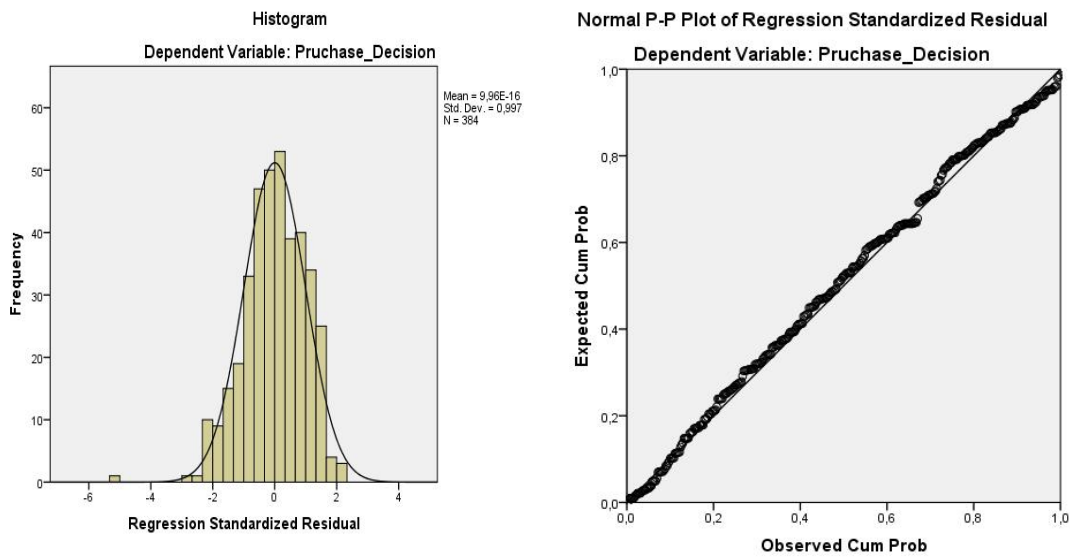 Histogram
Dependent Variable: Pruchase_Decision
Mean = 9,96E-16
Std. Dev. = 0,997
N = 384
60
50
40
30
20
10
0
Frequency
-6 -4 -2 0 2 4
Regression Standardized Residual
Normal P-P Plot of Regression Standardized Residual
Dependent Variable: Pruchase_Decision
1,0
0,8
0,6
0,4
0,2
0,0
Expected Cum Prob
0,0 0,2 0,4 0,6 0,8 1,0
Observed Cum Prob